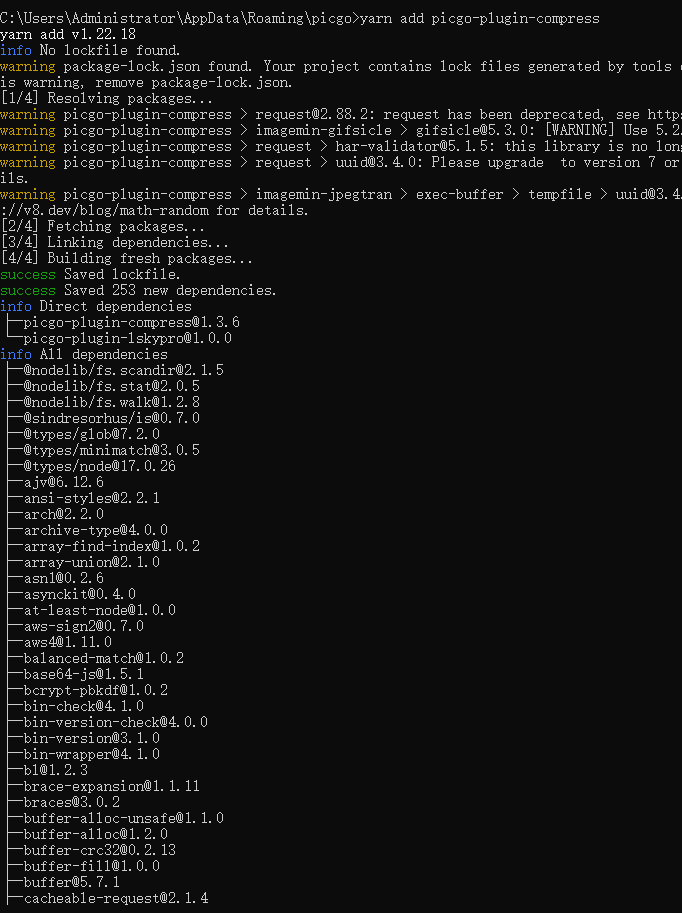 C:\Users\Administrator\AppData\Roaming\picgo>yarn add picgo-plugin-compress
yarn add v1.22.18
info No lockfile found.
warning package-lock.json found. Your project contains lock files generated by tools
is warning, remove package-lock.json.
[1/4] Resolving packages...
warning picgo-plugin-compress > request@2.88.2: request has been deprecated, see https
warning picgo-plugin-compress > imagemin-gifsicle > gifsicle@5.3.0: [WARNING] Use 5.2.
warning picgo-plugin-compress > request > har-validator@5.1.5: this library is no long
warning picgo-plugin-compress > request > uuid@3.4.0: Please upgrade  to version 7 or
ils.
warning picgo-plugin-compress > imagemin-jpegtran > exec-buffer > tempfile > uuid@3.4.
://v8.dev/blog/math-random for details.
[2/4] Fetching packages...
[3/4] Linking dependencies...
[4/4] Building fresh packages...
success Saved lockfile.
success Saved 253 new dependencies.
info Direct dependencies
├─picgo-plugin-compress@1.3.6
└─picgo-plugin-lskypro@1.0.0
info All dependencies
├─@nodelib/fs.scandir@2.1.5
├─@nodelib/fs.stat@2.0.5
├─@nodelib/fs.walk@1.2.8
├─@sindresorhus/is@0.7.0
├─@types/glob@7.2.0
├─@types/minimatch@3.0.5
├─@types/node@17.0.26
├─ajv@6.12.6
├─ansi-styles@2.2.1
├─arch@2.2.0
├─archive-type@4.0.0
├─array-find-index@1.0.2
├─array-union@2.1.0
├─asn1@0.2.6
├─asynckit@0.4.0
├─at-least-node@1.0.0
├─aws-sign2@0.7.0
├─aws4@1.11.0
├─balanced-match@1.0.2
├─base64-js@1.5.1
├─bcrypt-pbkdf@1.0.2
├─bin-check@4.1.0
├─bin-version-check@4.0.0
├─bin-version@3.1.0
├─bin-wrapper@4.1.0
├─bl@1.2.3
├─brace-expansion@1.1.11
├─braces@3.0.2
├─buffer-alloc-unsafe@1.1.0
├─buffer-alloc@1.2.0
├─buffer-crc32@0.2.13
├─buffer-fill@1.0.0
├─buffer@5.7.1
├─cacheable-request@2.1.4